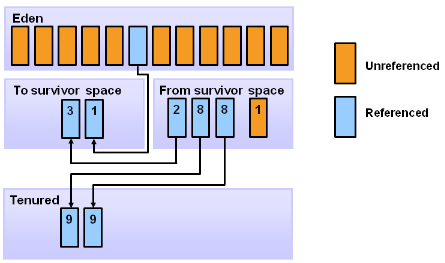 Eden
To survivor space
From survivor space
3 1
2 8 8 1
Tenured
9 9
Unreferenced
Referenced